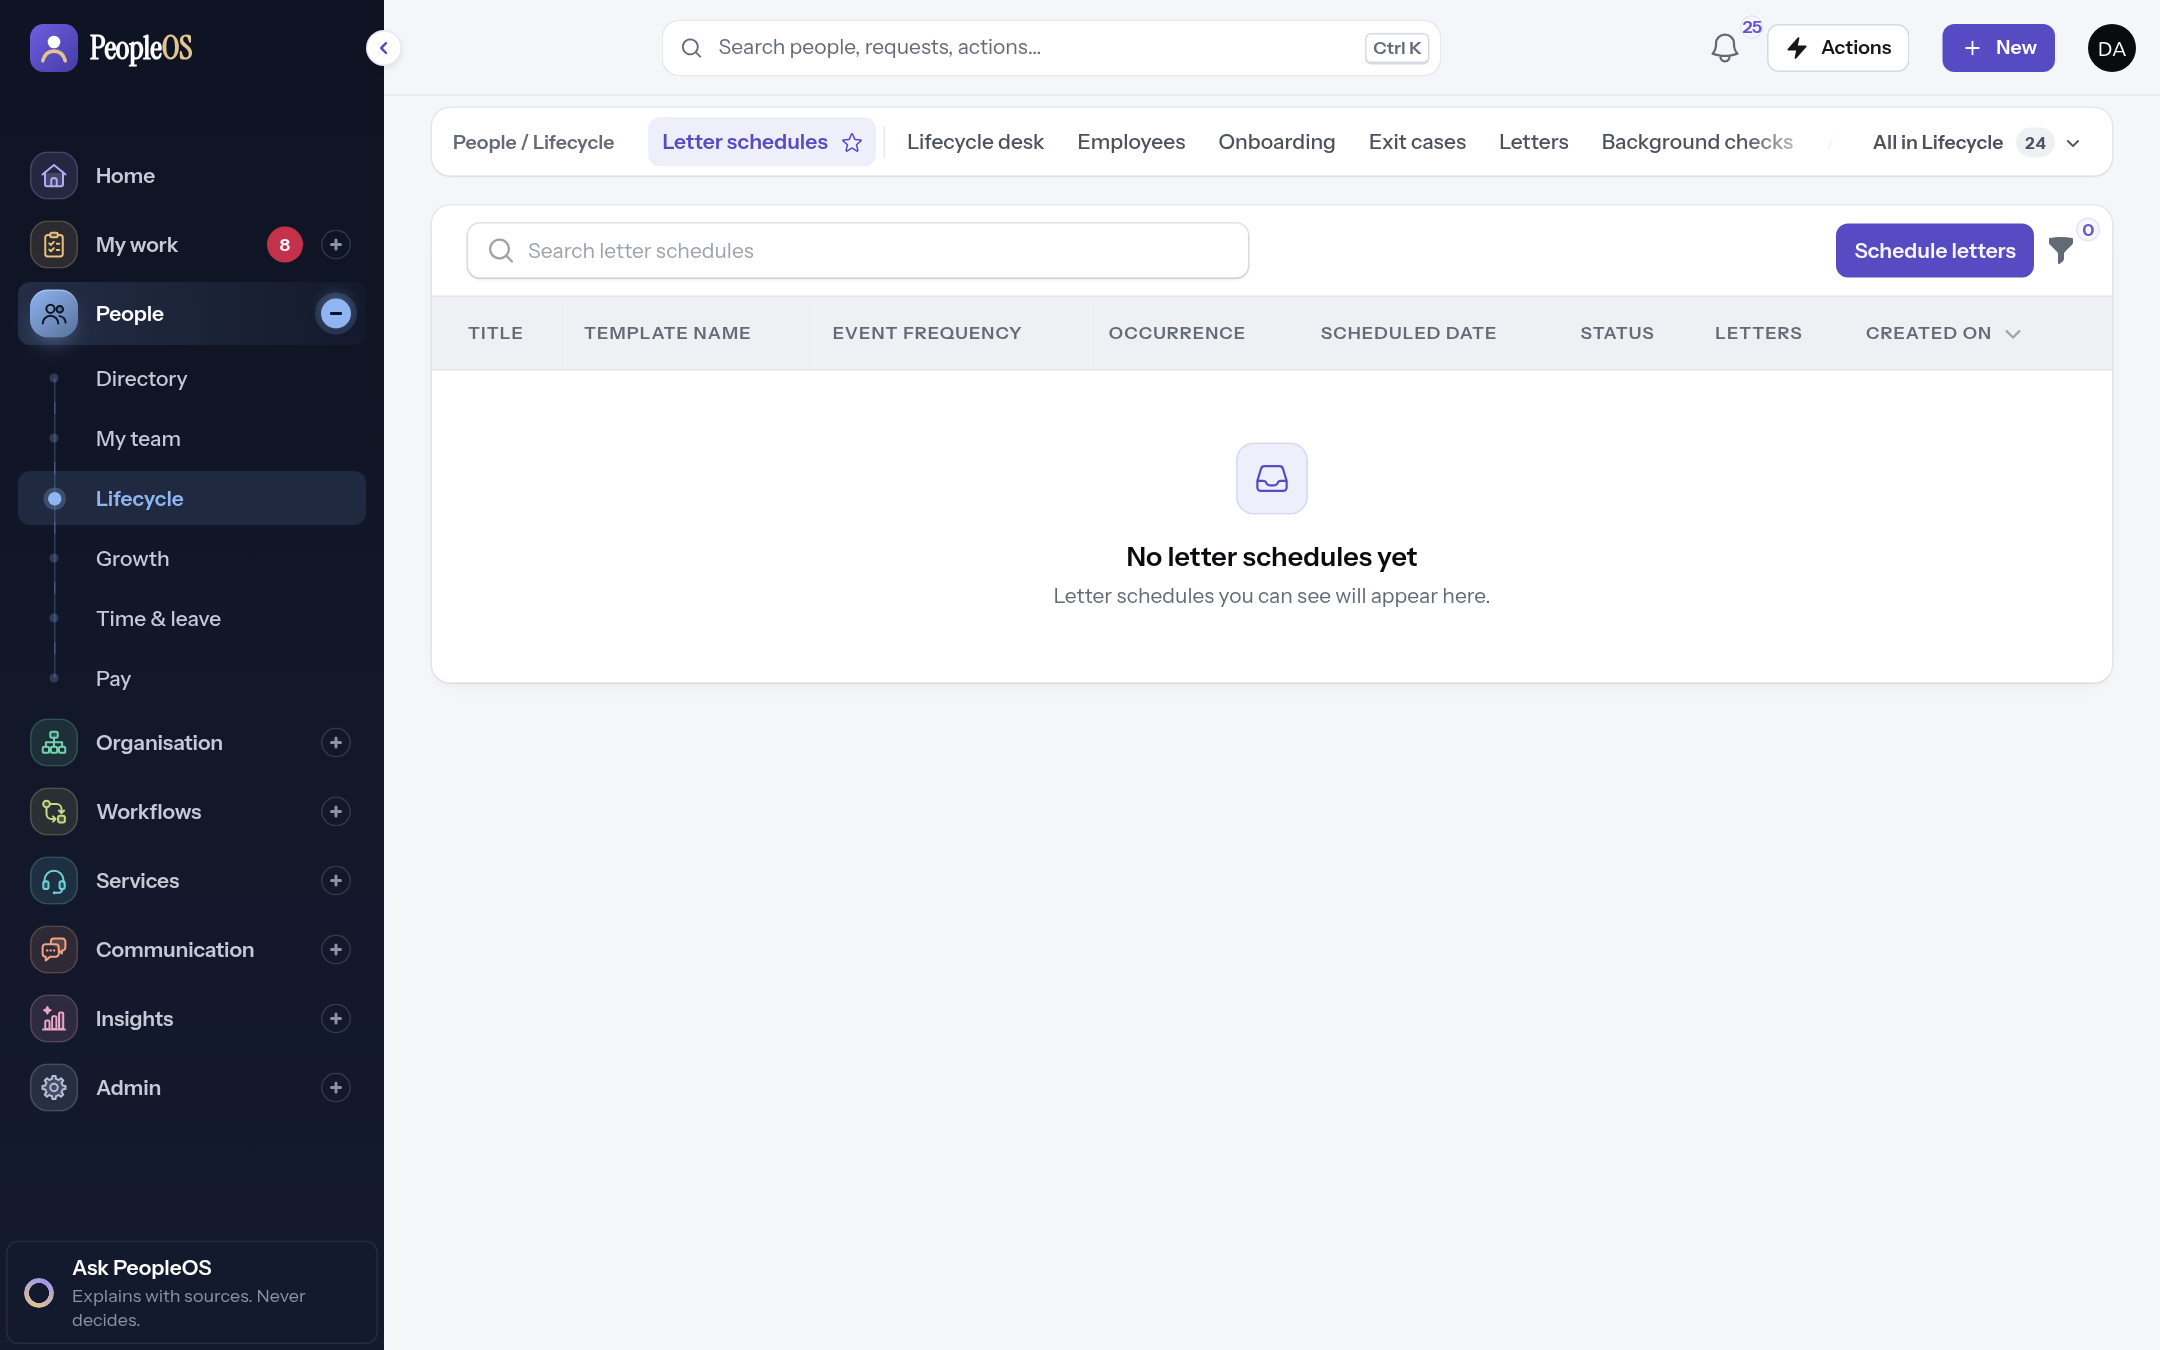 PeopleOS
Search people, requests, actions...
Ctrl K
25
Actions
New
DA
Home
My work
8
People
Directory
My team
Lifecycle
Growth
Time & leave
Pay
Organisation
Workflows
Services
Communication
Insights
Admin
Ask PeopleOS
Explains with sources. Never
decides.
People / Lifecycle
Letter schedules
Lifecycle desk
Employees
Onboarding
Exit cases
Letters
Background checks
All in Lifecycle
24
Search letter schedules
Schedule letters
0
TITLE
TEMPLATE NAME
EVENT FREQUENCY
OCCURRENCE
SCHEDULED DATE
STATUS
LETTERS
CREATED ON
No letter schedules yet
Letter schedules you can see will appear here.